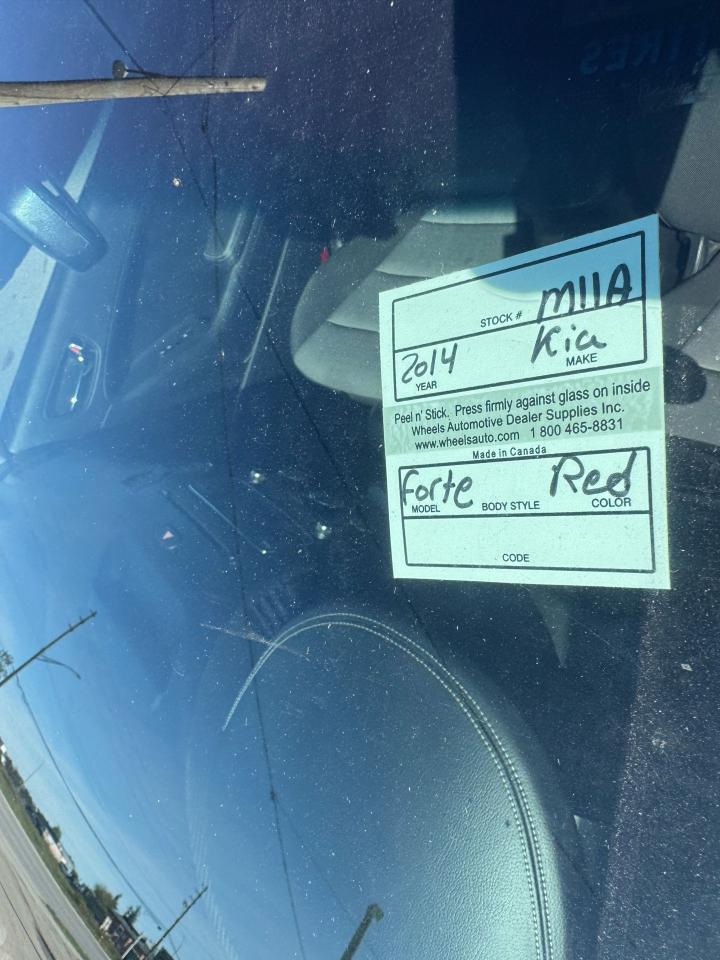 STOCK # M11A
2014 Kia
YEAR MAKE
Peel n' Stick. Press firmly against glass on inside
Wheels Automotive Dealer Supplies Inc.
www.wheelsauto.com 1 800 465-8831
Made in Canada
Forte Red
MODEL BODY STYLE COLOR
CODE